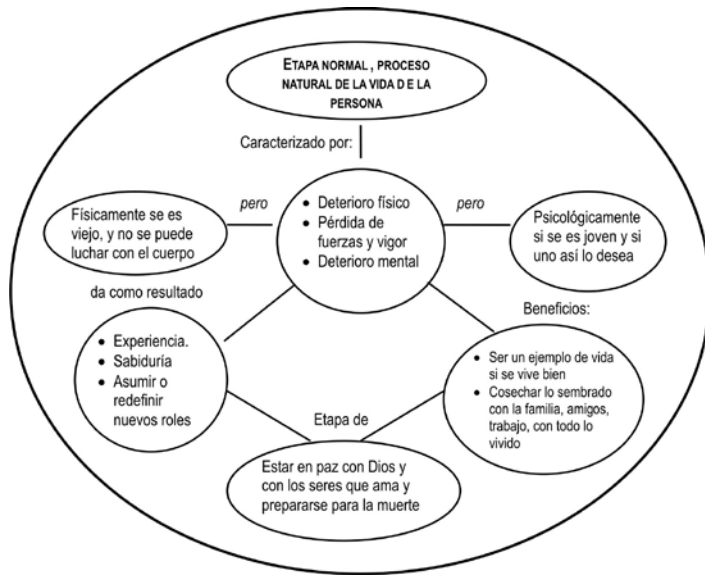 ETAPA NORMAL , PROCESO
NATURAL DE LA VIDA D E LA
PERSONA
Caracterizado por:
pero
pero
Físicamente se es
viejo, y no se puede
luchar con el cuerpo
• Deterioro físico
• Pérdida de
fuerzas y vigor
• Deterioro mental
Psicológicamente
si se es joven y si
uno así lo desea
da como resultado
Beneficios:
• Experiencia.
• Sabiduría
• Asumir o
redefinir
nuevos roles
• Ser un ejemplo de vida
si se vive bien
• Cosechar lo sembrado
con la familia, amigos,
trabajo, con todo lo
vivido
Etapa de
Estar en paz con Dios y
con los seres que ama y
prepararse para la muerte